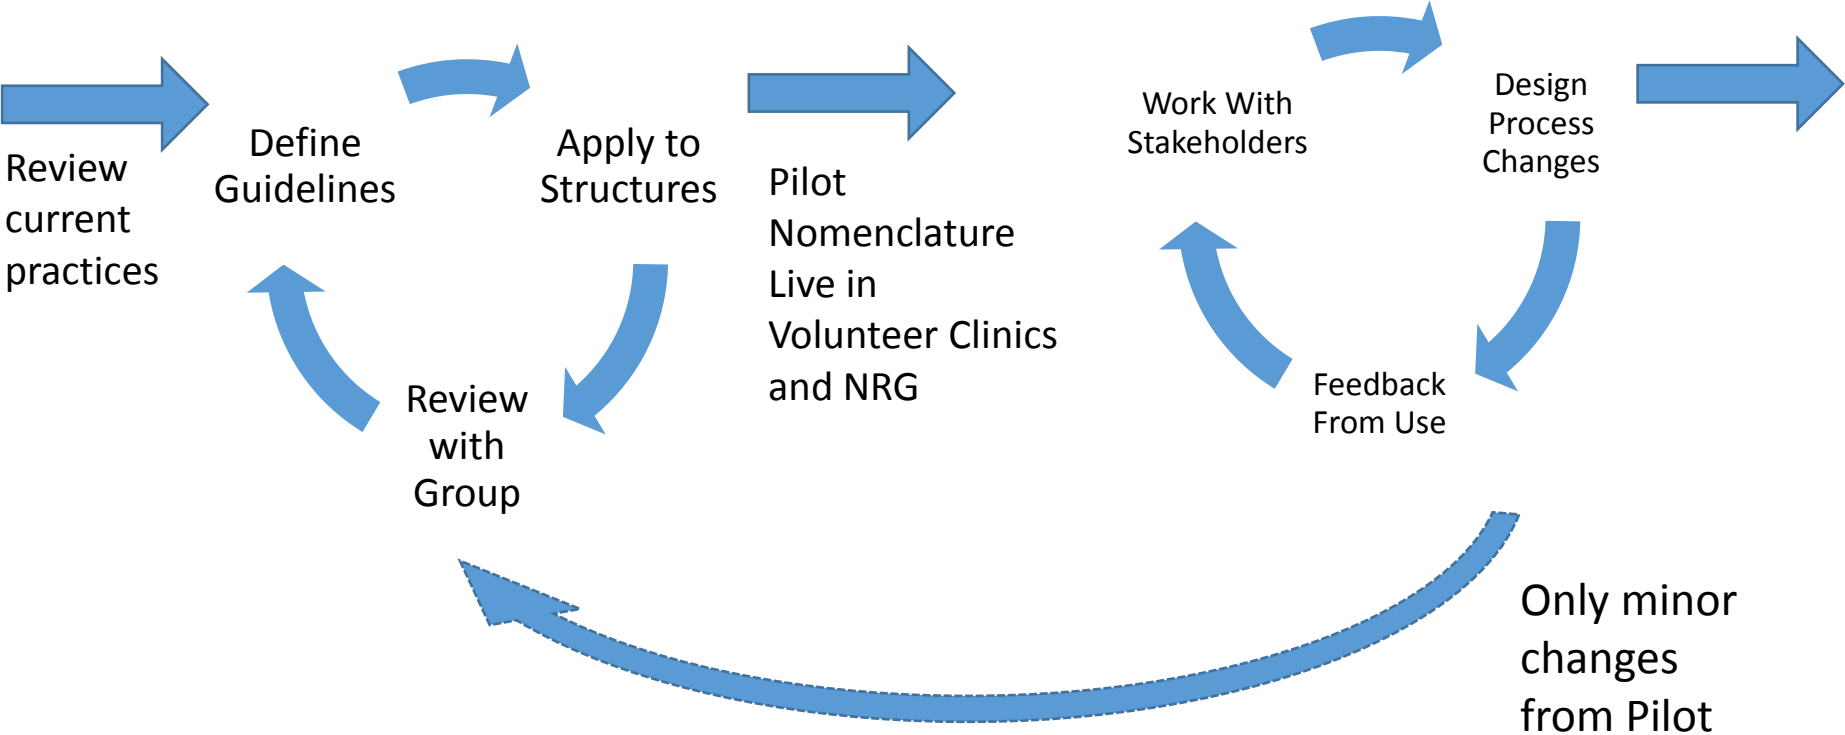 Review
current
practices
Define
Guidelines
Apply to
Structures
Review
with
Group
Pilot
Nomenclature
Live in
Volunteer Clinics
and NRG
Work With
Stakeholders
Design
Process
Changes
Feedback
From Use
Only minor
changes
from Pilot